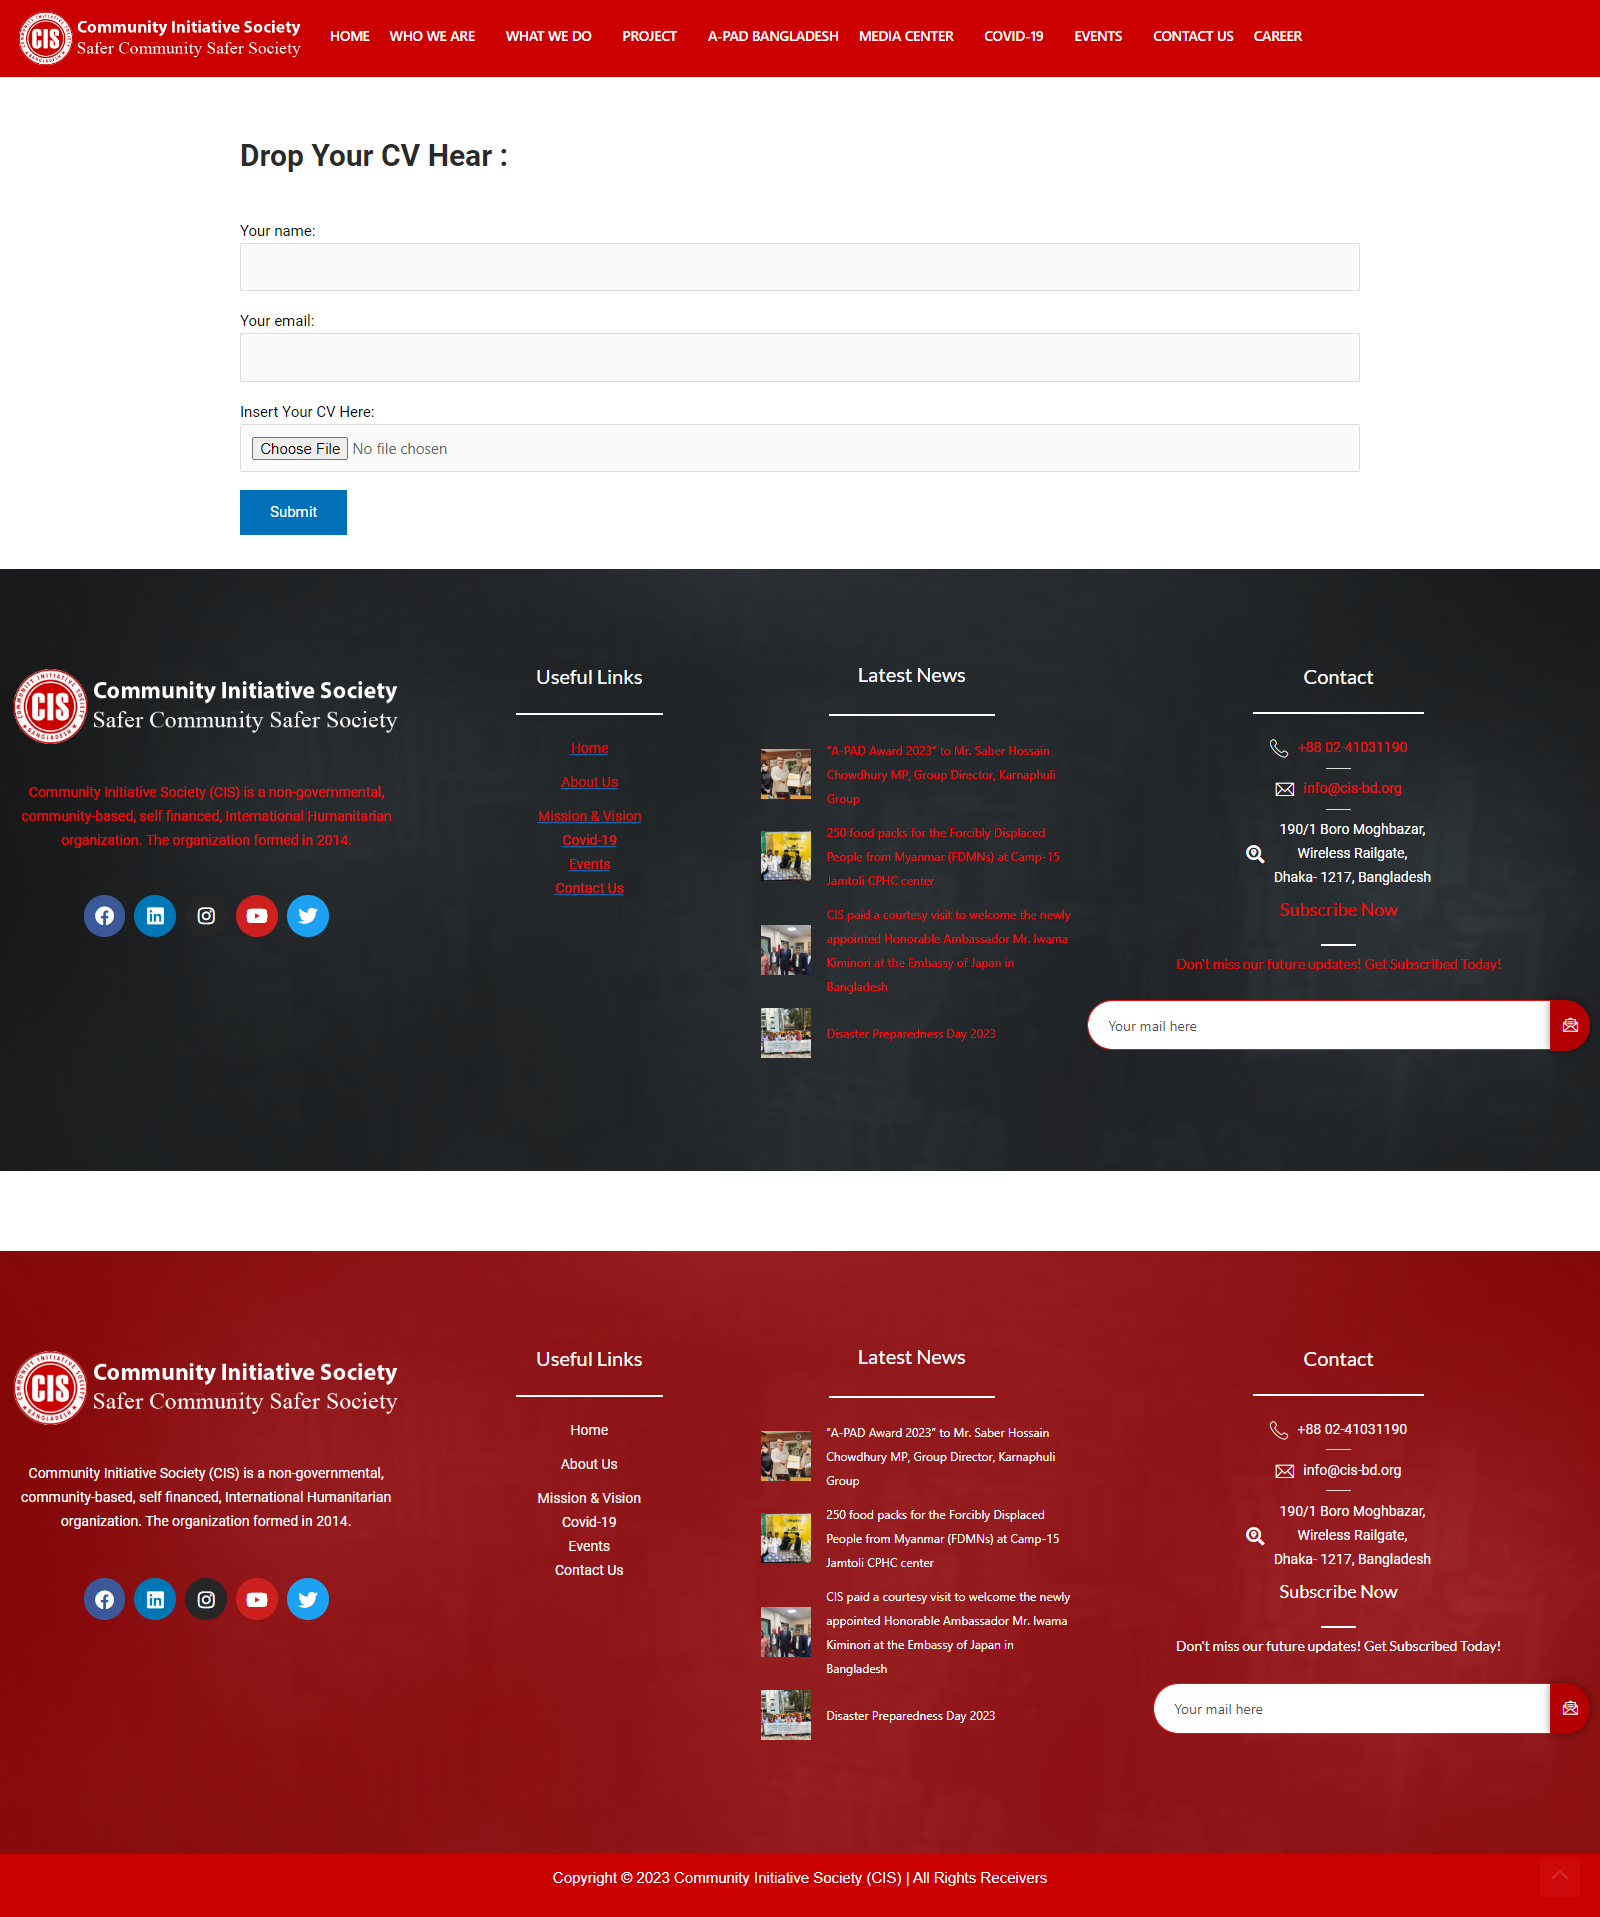 CIS
Community Initiative Society
Safer Community Safer Society
HOME
WHO WE ARE
WHAT WE DO
PROJECT
A-PAD BANGLADESH
MEDIA CENTER
COVID-19
EVENTS
CONTACT US
CAREER
Drop Your CV Hear :
Your name:
Your email:
Insert Your CV Here:
Choose File No file chosen
Submit
COMMUNITY INITIATIVE SOCIETY
CIS
BANGLADESH
Community Initiative Society
Safer Community Safer Society
Community Initiative Society (CIS) is a non-governmental,
community-based, self financed, International Humanitarian
organization. The organization formed in 2014.
Useful Links
Home
About Us
Mission & Vision
Covid-19
Events
Contact Us
Latest News
“A-PAD Award 2023” to Mr. Saber Hossain
Chowdhury MP, Group Director, Karnaphuli
Group
250 food packs for the Forcibly Displaced
People from Myanmar (FDMNs) at Camp-15
Jamtoli CPHC center
CIS paid a courtesy visit to welcome the newly
appointed Honorable Ambassador Mr. Iwama
Kiminori at the Embassy of Japan in
Bangladesh
Disaster Preparedness Day 2023
Contact
+88 02-41031190
info@cis-bd.org
190/1 Boro Moghbazar,
Wireless Railgate,
Dhaka- 1217, Bangladesh
Subscribe Now
Don’t miss our future updates! Get Subscribed Today!
Your mail here
COMMUNITY INITIATIVE SOCIETY
CIS
BANGLADESH
Community Initiative Society
Safer Community Safer Society
Community Initiative Society (CIS) is a non-governmental,
community-based, self financed, International Humanitarian
organization. The organization formed in 2014.
Useful Links
Home
About Us
Mission & Vision
Covid-19
Events
Contact Us
Latest News
“A-PAD Award 2023” to Mr. Saber Hossain
Chowdhury MP, Group Director, Karnaphuli
Group
250 food packs for the Forcibly Displaced
People from Myanmar (FDMNs) at Camp-15
Jamtoli CPHC center
CIS paid a courtesy visit to welcome the newly
appointed Honorable Ambassador Mr. Iwama
Kiminori at the Embassy of Japan in
Bangladesh
Disaster Preparedness Day 2023
Contact
+88 02-41031190
info@cis-bd.org
190/1 Boro Moghbazar,
Wireless Railgate,
Dhaka- 1217, Bangladesh
Subscribe Now
Don’t miss our future updates! Get Subscribed Today!
Your mail here
Copyright © 2023 Community Initiative Society (CIS) | All Rights Receivers